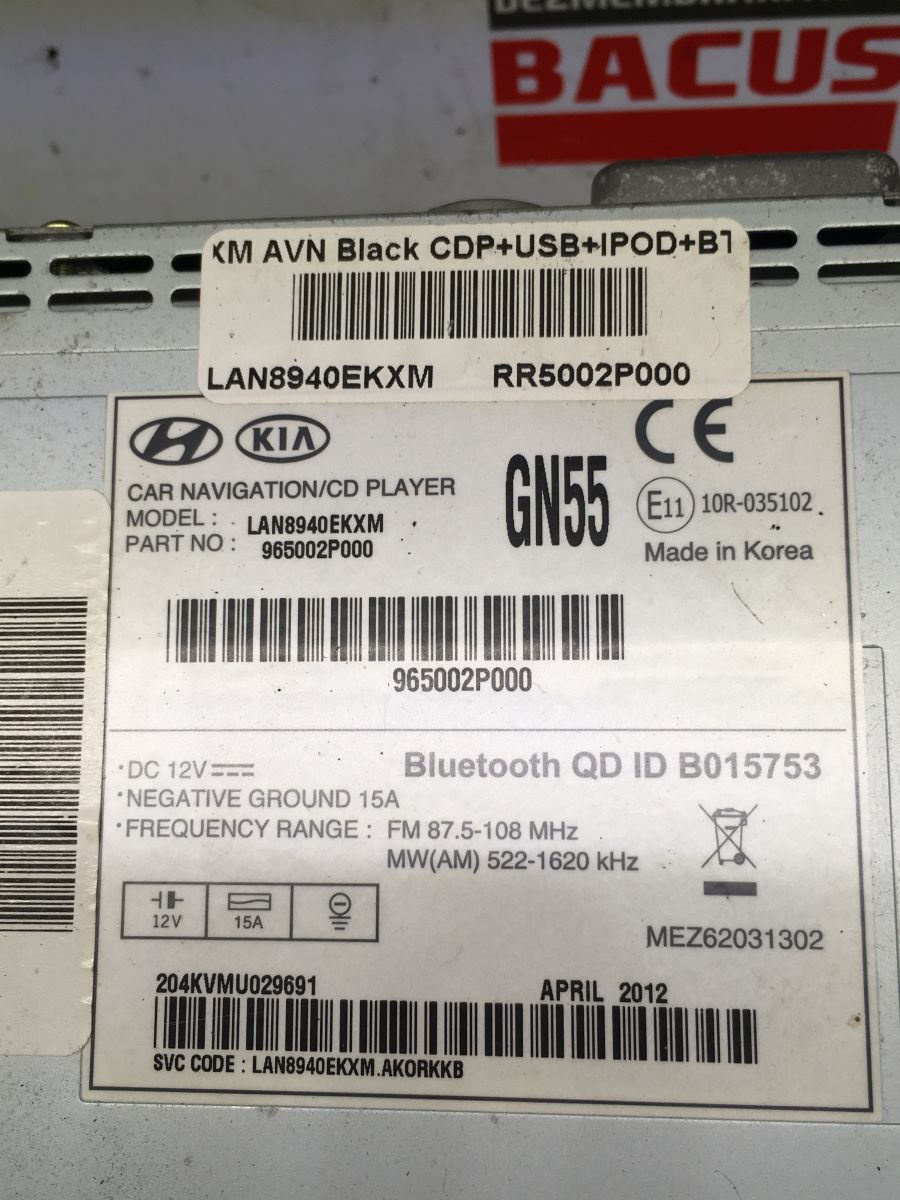 BACUS
XM AVN Black CDP+USB+IPOD+BT
LAN8940EKXM RR5002P000
KIA CE
CAR NAVIGATION/CD PLAYER
MODEL : LAN8940EKXM
PART NO : 965002P000
GN55
E11 10R-035102
Made in Korea
965002P000
·DC 12V
Bluetooth QD ID B015753
·NEGATIVE GROUND 15A
·FREQUENCY RANGE : FM 87.5-108 MHz
MW(AM) 522-1620 kHz
12V 15A
MEZ62031302
204KVMU029691 APRIL 2012
SVC CODE : LAN8940EKXM.AKORKKB